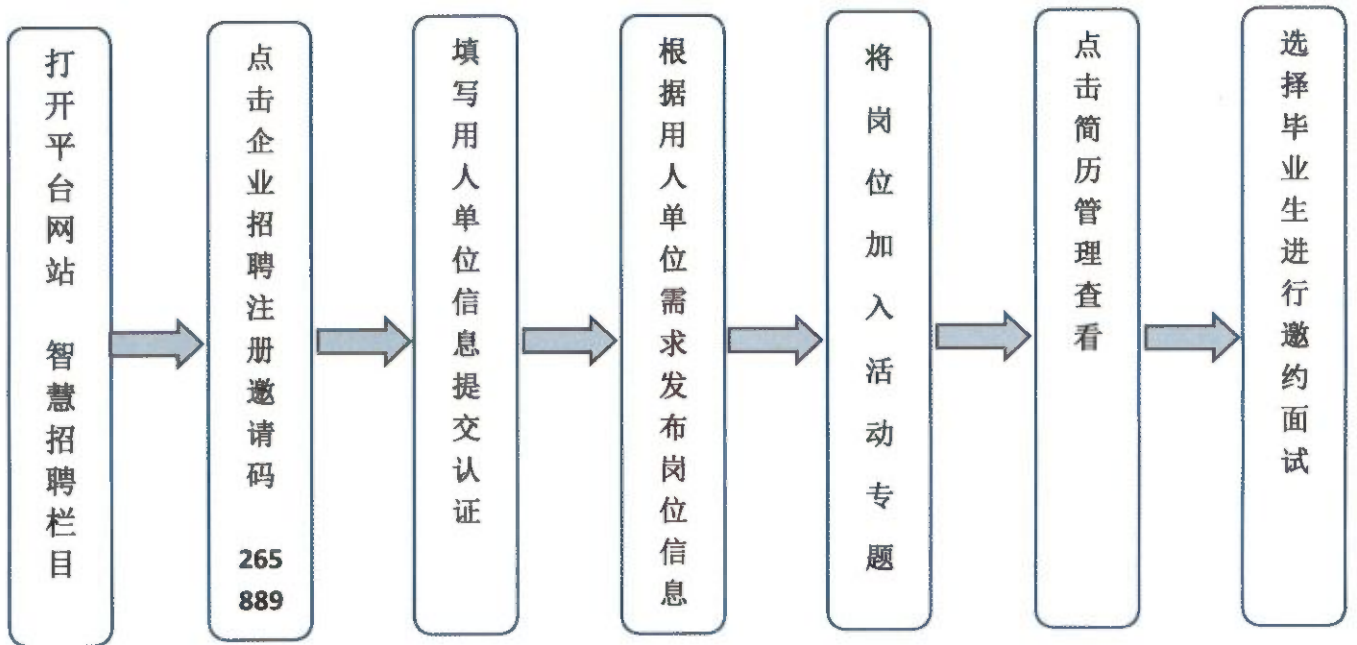 打开平台网站 智慧招聘栏目
点击企业招聘注册邀请码
265
889
填写用人单位信息提交认证
根据用人单位需求发布岗位信息
将岗位加入活动专题
点击简历管理查看
选择毕业生进行邀约面试